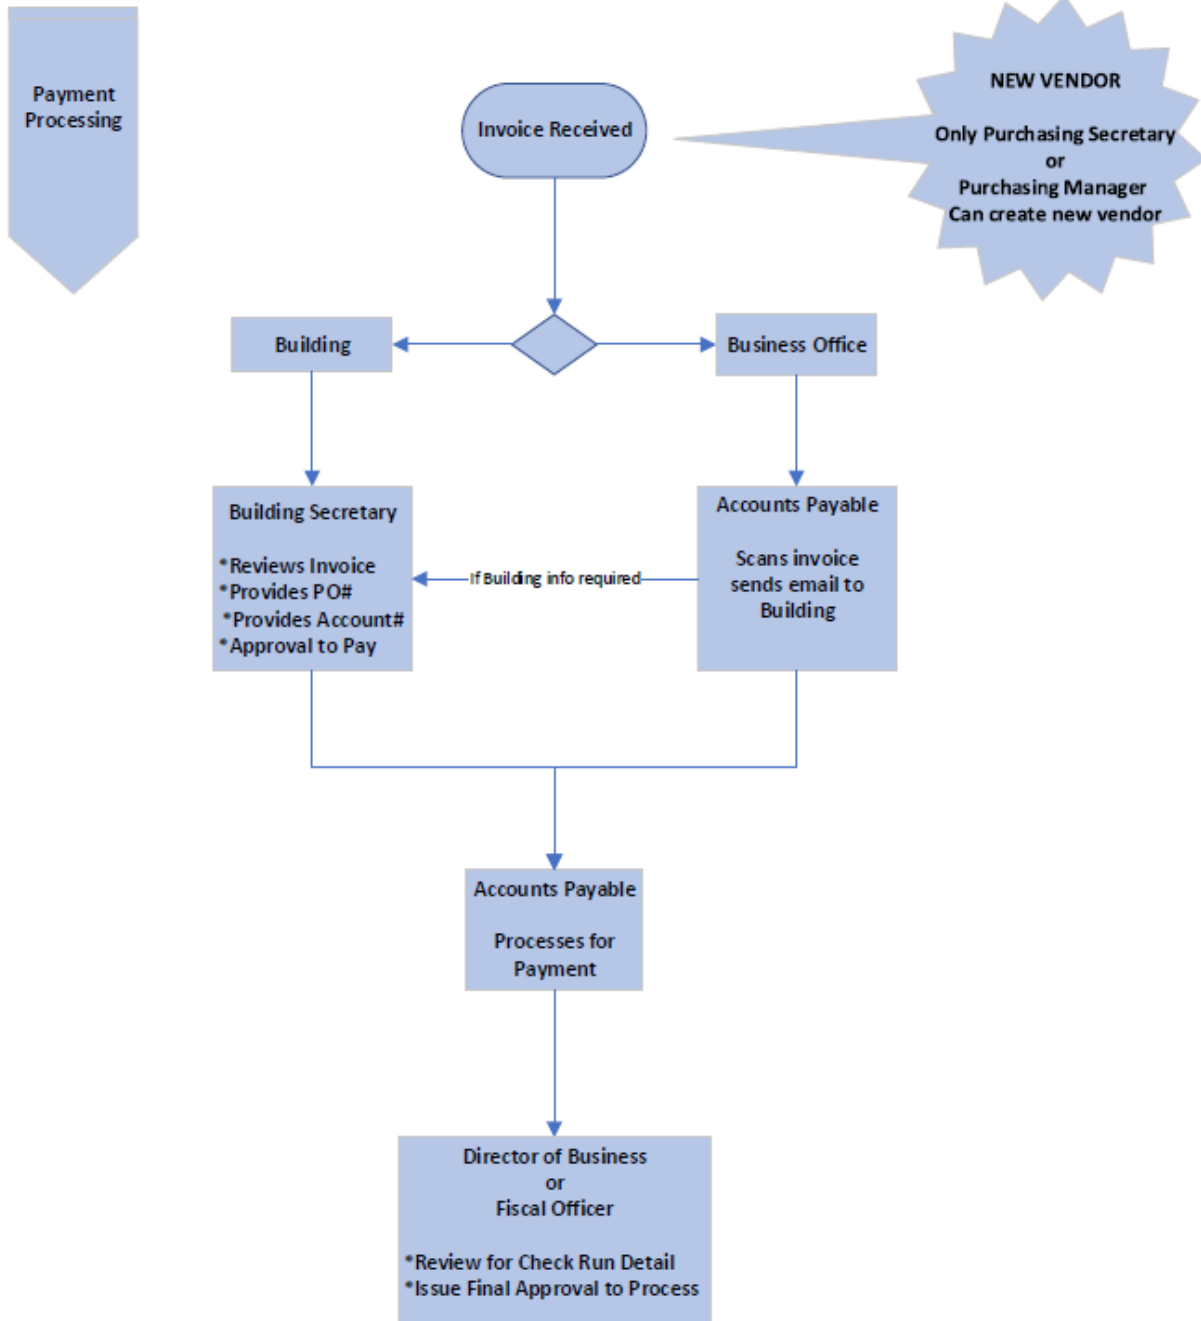 Payment
Processing
Invoice Received
NEW VENDOR
Only Purchasing Secretary
or
Purchasing Manager
Can create new vendor
Building
Business Office
Building Secretary
*Reviews Invoice
*Provides PO#
*Provides Account#
*Approval to Pay
If Building info required
Accounts Payable
Scans invoice
sends email to
Building
Accounts Payable
Processes for
Payment
Director of Business
or
Fiscal Officer
*Review for Check Run Detail
*Issue Final Approval to Process